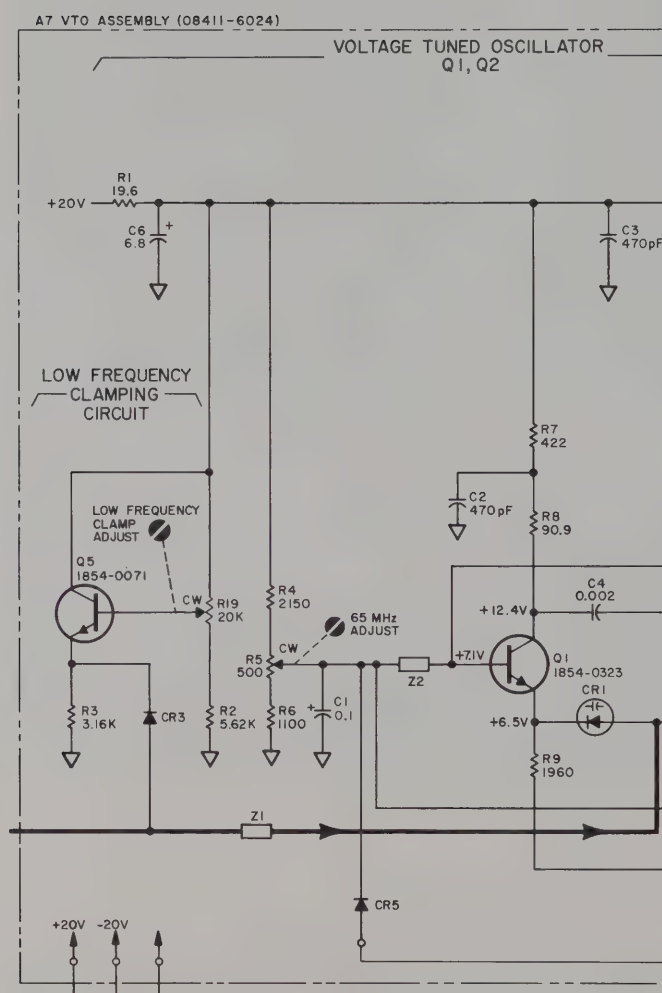 A7 VTO ASSEMBLY (08411-6024)
VOLTAGE TUNED OSCILLATOR
Q1, Q2
R1
19.6
+20V
C6
6.8
+
C3
470pF
LOW FREQUENCY
CLAMPING
CIRCUIT
R7
422
C2
470pF
R8
90.9
LOW FREQUENCY
CLAMP
ADJUST
Q5
1854-0071
CW
R19
20K
R4
2150
65 MHz
ADJUST
C4
0.002
+12.4V
R5
500
CW
+7.1V
Z2
Q1
1854-0323
R3
3.16K
CR3
R2
5.62K
R6
1100
+
C1
0.1
+6.5V
CR1
R9
1960
Z1
CR5
+20V -20V